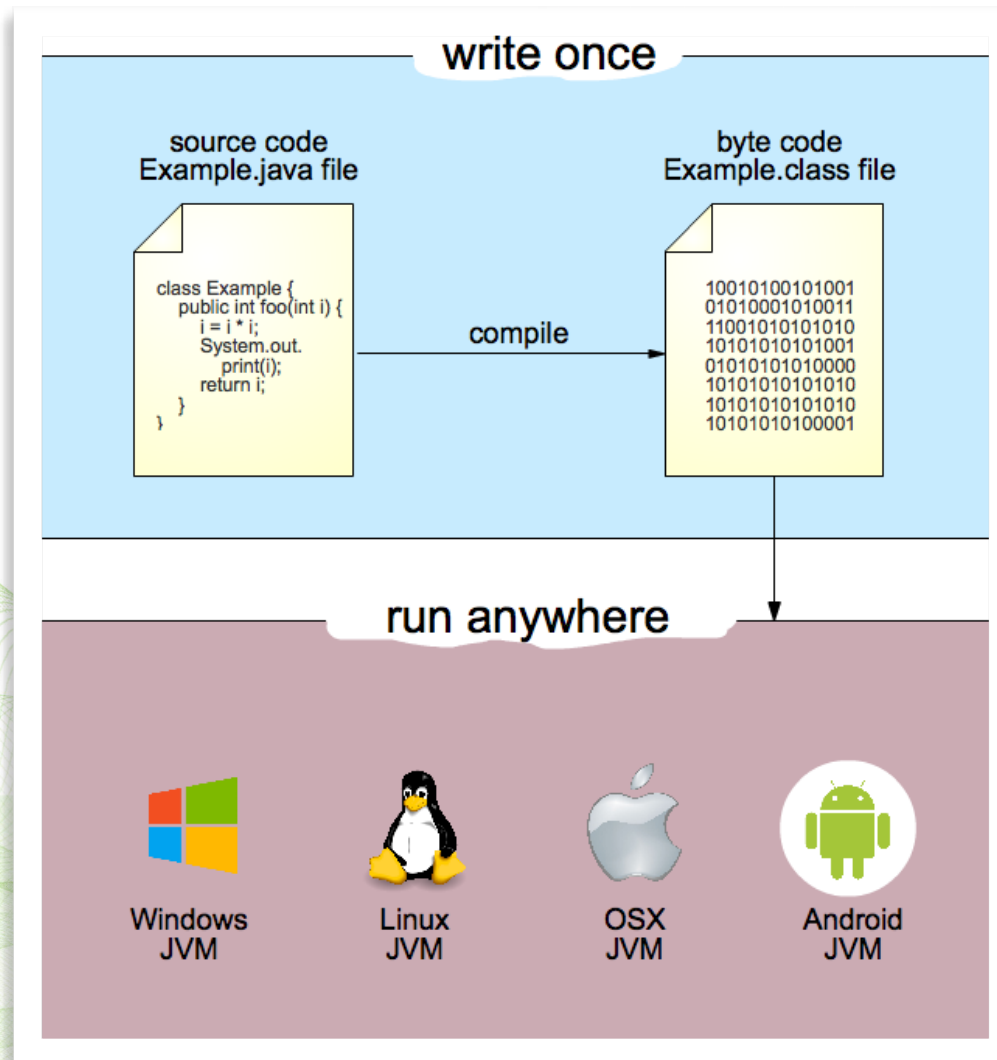 write once
source code
Example.java file
class Example {
public int foo(int i) {
i = i * i;
System.out.
print(i);
return i;
}
}
compile
byte code
Example.class file
10010100101001
01010001010011
11001010101010
10101010101001
01010101010000
10101010101010
10101010101010
10101010100001
run anywhere
Windows
JVM
Linux
JVM
OSX
JVM
Android
JVM